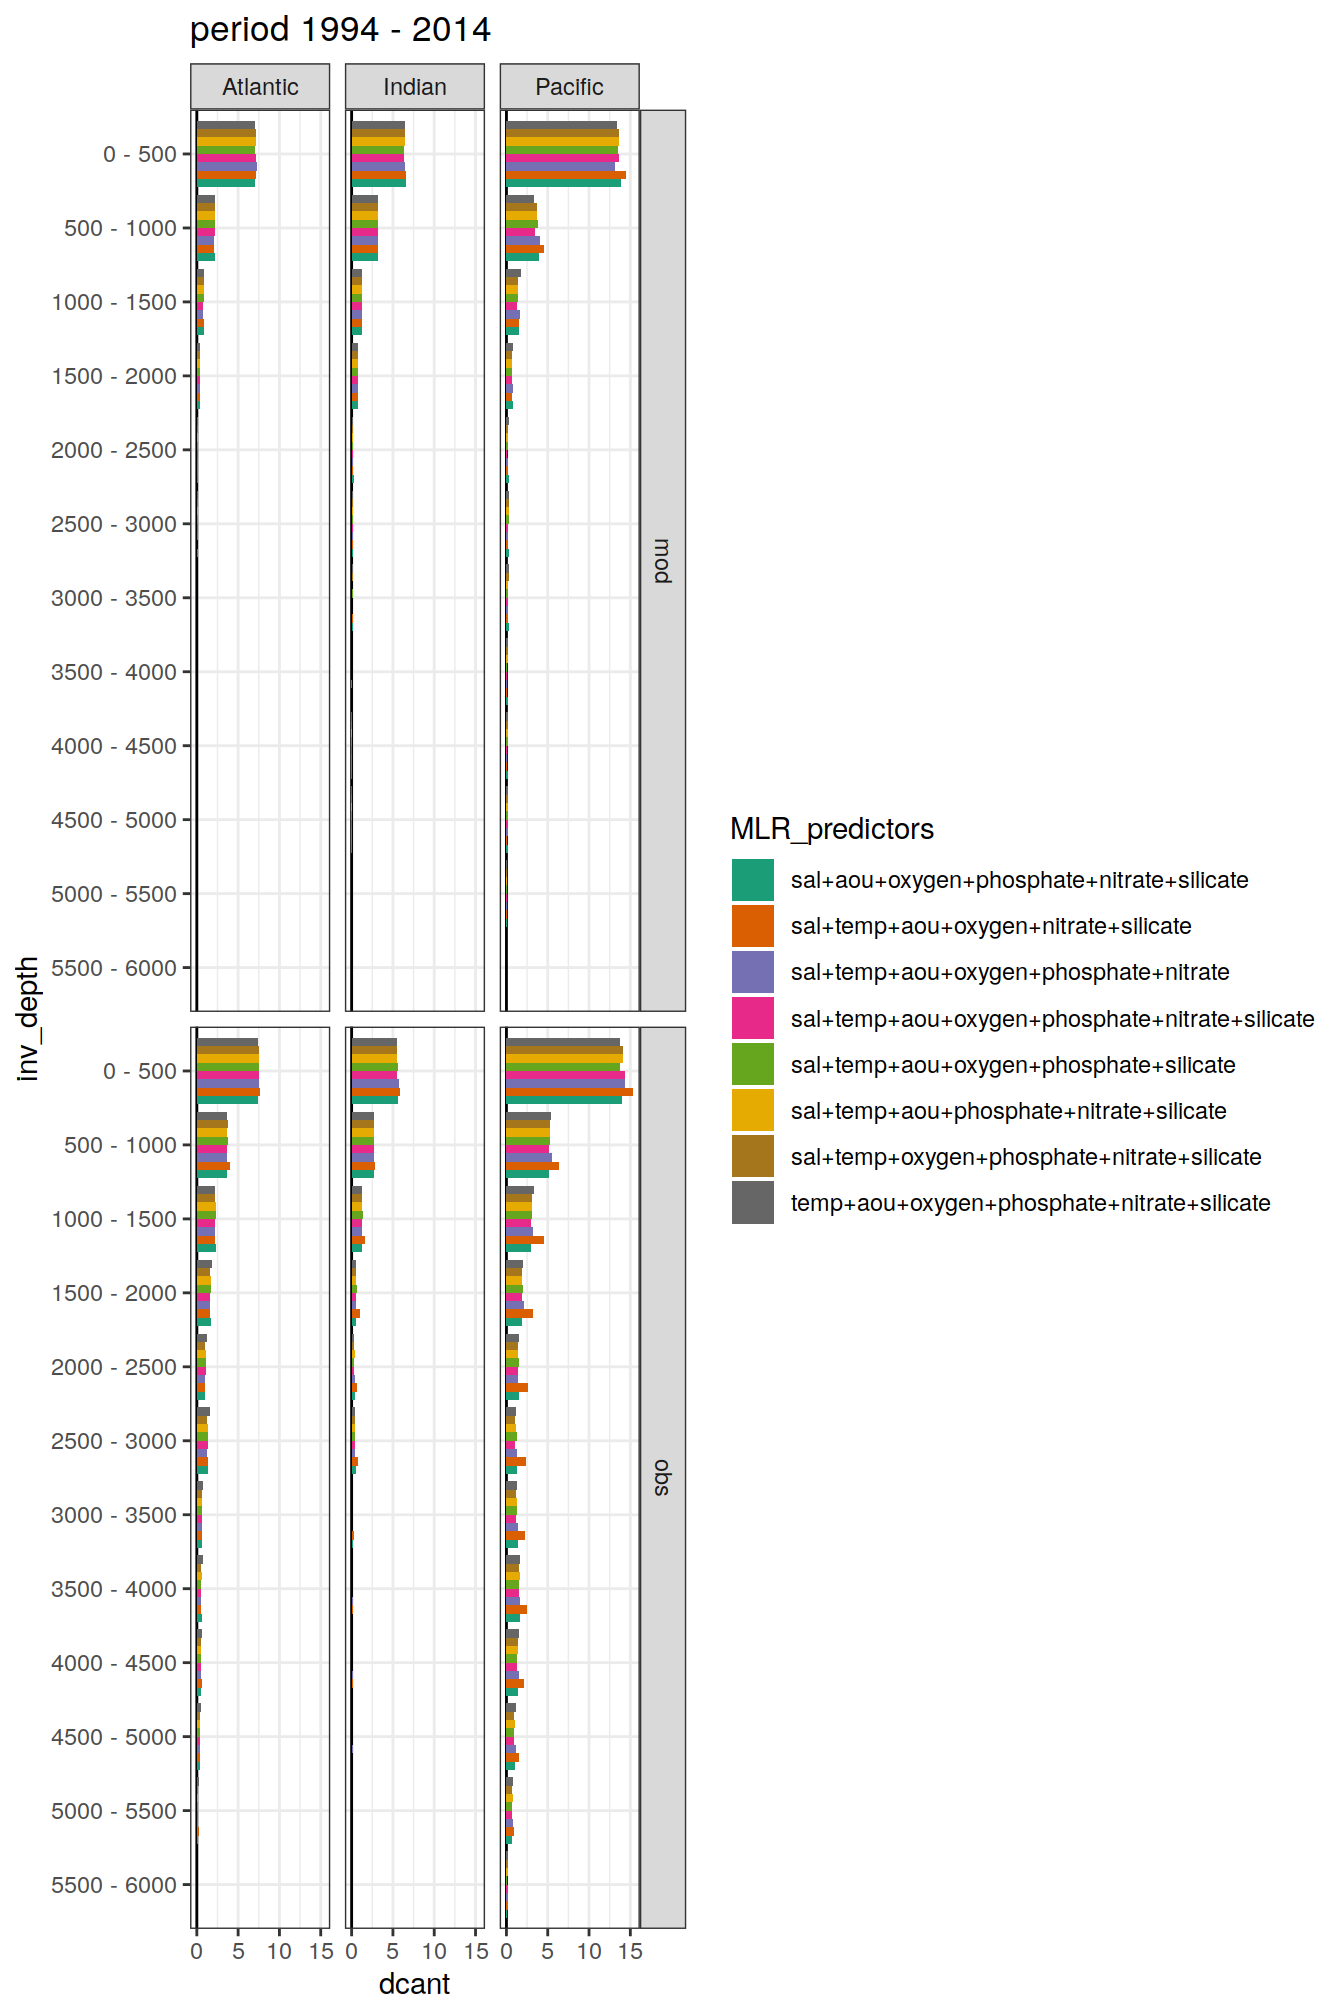 period 1994 - 2014
Atlantic
Indian
Pacific
0 - 500
500 - 1000
1000 - 1500
1500 - 2000
2000 - 2500
2500 - 3000
3000 - 3500
3500 - 4000
4000 - 4500
4500 - 5000
5000 - 5500
5500 - 6000
mod
0 - 500
500 - 1000
1000 - 1500
1500 - 2000
2000 - 2500
2500 - 3000
3000 - 3500
3500 - 4000
4000 - 4500
4500 - 5000
5000 - 5500
5500 - 6000
obs
inv_depth
0 5 10 15
0 5 10 15
0 5 10 15
dcant
MLR_predictors
sal+aou+oxygen+phosphate+nitrate+silicate
sal+temp+aou+oxygen+nitrate+silicate
sal+temp+aou+oxygen+phosphate+nitrate
sal+temp+aou+oxygen+phosphate+nitrate+silicate
sal+temp+aou+oxygen+phosphate+silicate
sal+temp+aou+phosphate+nitrate+silicate
sal+temp+oxygen+phosphate+nitrate+silicate
temp+aou+oxygen+phosphate+nitrate+silicate